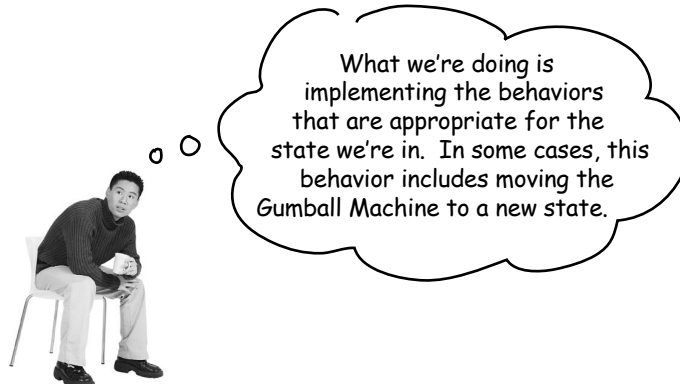 What we're doing is
implementing the behaviors
that are appropriate for the
state we're in. In some cases, this
behavior includes moving the
Gumball Machine to a new state.